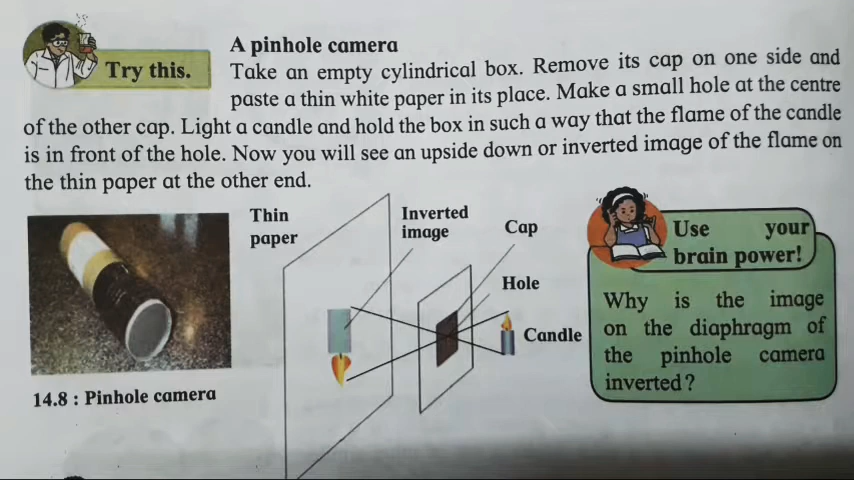 A pinhole camera
Try this.
Take an empty cylindrical box. Remove its cap on one side and
paste a thin white paper in its place. Make a small hole at the centre
of the other cap. Light a candle and hold the box in such a way that the flame of the candle
is in front of the hole. Now you will see an upside down or inverted image of the flame on
the thin paper at the other end.
Thin
paper
Inverted
image
Cap
Hole
Candle
14.8 : Pinhole camera
Use your
brain power!
Why is the image
on the diaphragm of
the pinhole camera
inverted?